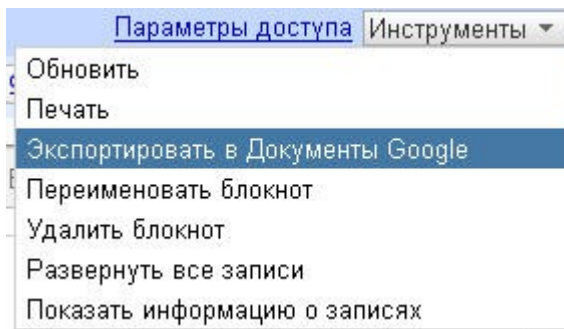 Параметры доступа Инструменты
Обновить
Печать
Экспортировать в Документы Google
Переименовать блокнот
Удалить блокнот
Развернуть все записи
Показать информацию о записях